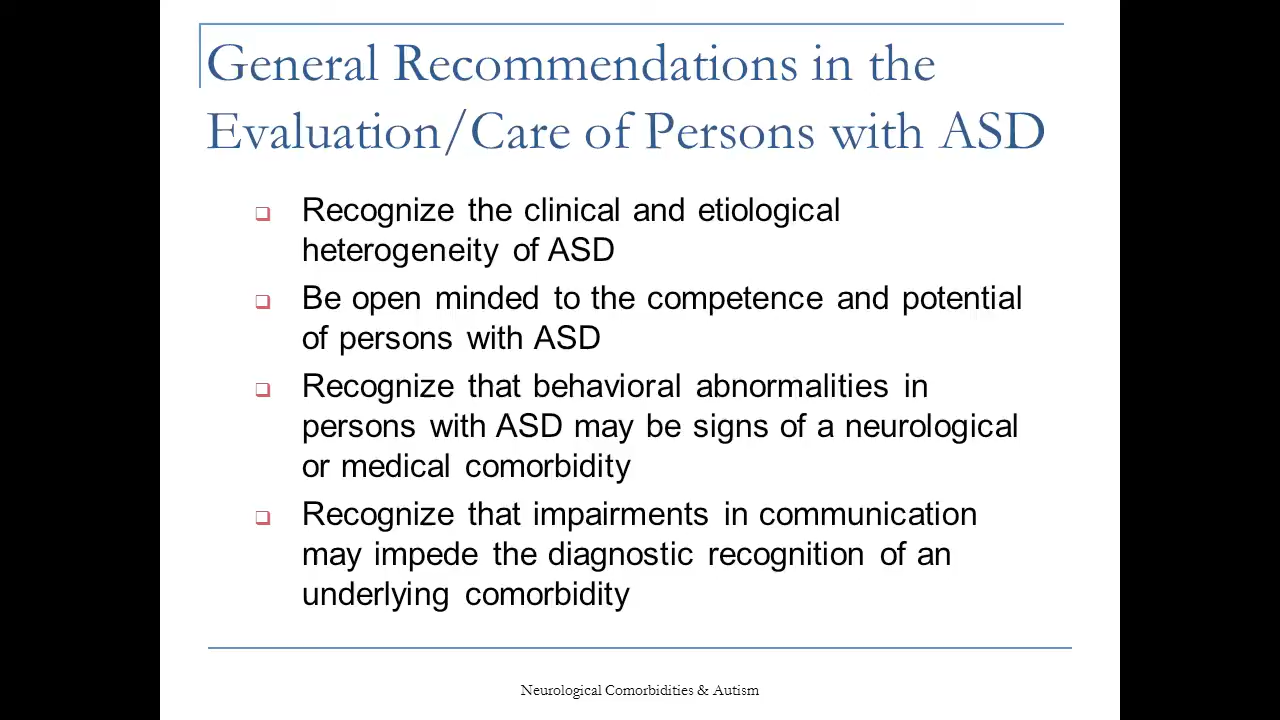 General Recommendations in the
Evaluation/Care of Persons with ASD
Recognize the clinical and etiological
heterogeneity of ASD
Be open minded to the competence and potential
of persons with ASD
Recognize that behavioral abnormalities in
persons with ASD may be signs of a neurological
or medical comorbidity
Recognize that impairments in communication
may impede the diagnostic recognition of an
underlying comorbidity
Neurological Comorbidities & Autism